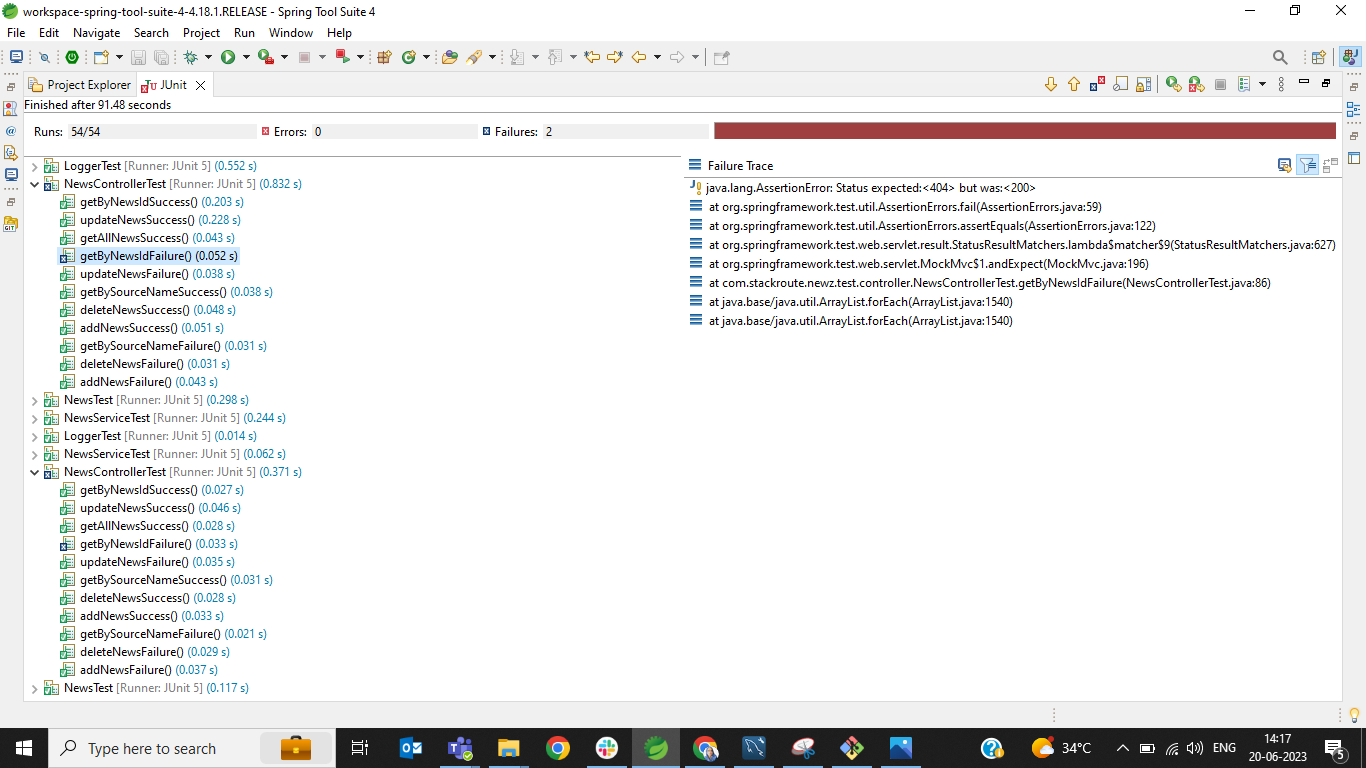 workspace-spring-tool-suite-4-4.18.1.RELEASE - Spring Tool Suite 4
File Edit Navigate Search Project Run Window Help
Project Explorer JUnit
Finished after 91.48 seconds
Runs: 54/54 Errors: 0 Failures: 2
LoggerTest [Runner: JUnit 5] (0.552 s)
NewsControllerTest [Runner: JUnit 5] (0.832 s)
getByNewsIdSuccess() (0.203 s)
updateNewsSuccess() (0.228 s)
getAllNewsSuccess() (0.043 s)
getByNewsIdFailure() (0.052 s)
updateNewsFailure() (0.038 s)
getBySourceNameSuccess() (0.038 s)
deleteNewsSuccess() (0.048 s)
addNewsSuccess() (0.051 s)
getBySourceNameFailure() (0.031 s)
deleteNewsFailure() (0.031 s)
addNewsFailure() (0.043 s)
NewsTest [Runner: JUnit 5] (0.298 s)
NewsServiceTest [Runner: JUnit 5] (0.244 s)
LoggerTest [Runner: JUnit 5] (0.014 s)
NewsServiceTest [Runner: JUnit 5] (0.062 s)
NewsControllerTest [Runner: JUnit 5] (0.371 s)
getByNewsIdSuccess() (0.027 s)
updateNewsSuccess() (0.046 s)
getAllNewsSuccess() (0.028 s)
getByNewsIdFailure() (0.033 s)
updateNewsFailure() (0.035 s)
getBySourceNameSuccess() (0.031 s)
deleteNewsSuccess() (0.028 s)
addNewsSuccess() (0.033 s)
getBySourceNameFailure() (0.021 s)
deleteNewsFailure() (0.029 s)
addNewsFailure() (0.037 s)
NewsTest [Runner: JUnit 5] (0.117 s)
Failure Trace
java.lang.AssertionError: Status expected:<404> but was:<200>
at org.springframework.test.util.AssertionErrors.fail(AssertionErrors.java:59)
at org.springframework.test.util.AssertionErrors.assertEquals(AssertionErrors.java:122)
at org.springframework.test.web.servlet.result.StatusResultMatchers.lambda$matcher$9(StatusResultMatchers.java:627)
at org.springframework.test.web.servlet.MockMvc$1.andExpect(MockMvc.java:196)
at com.stackroute.newz.test.controller.NewsControllerTest.getByNewsIdFailure(NewsControllerTest.java:86)
at java.base/java.util.ArrayList.forEach(ArrayList.java:1540)
at java.base/java.util.ArrayList.forEach(ArrayList.java:1540)
Type here to search
34°C
ENG
14:17
20-06-2023
5